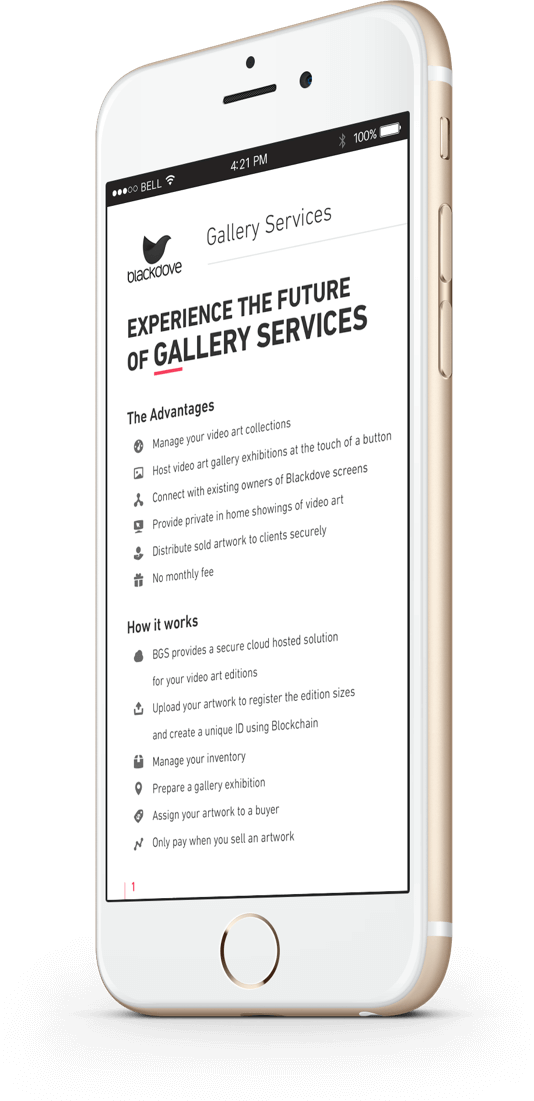 BELL 4:21 PM 100%
blackdove
Gallery Services
EXPERIENCE THE FUTURE
OF GALLERY SERVICES
The Advantages
Manage your video art collections
Host video art gallery exhibitions at the touch of a button
Connect with existing owners of Blackdove screens
Provide private in home showings of video art
Distribute sold artwork to clients securely
No monthly fee
How it works
BGS provides a secure cloud hosted solution
for your video art editions
Upload your artwork to register the edition sizes
and create a unique ID using Blockchain
Manage your inventory
Prepare a gallery exhibition
Assign your artwork to a buyer
Only pay when you sell an artwork
1